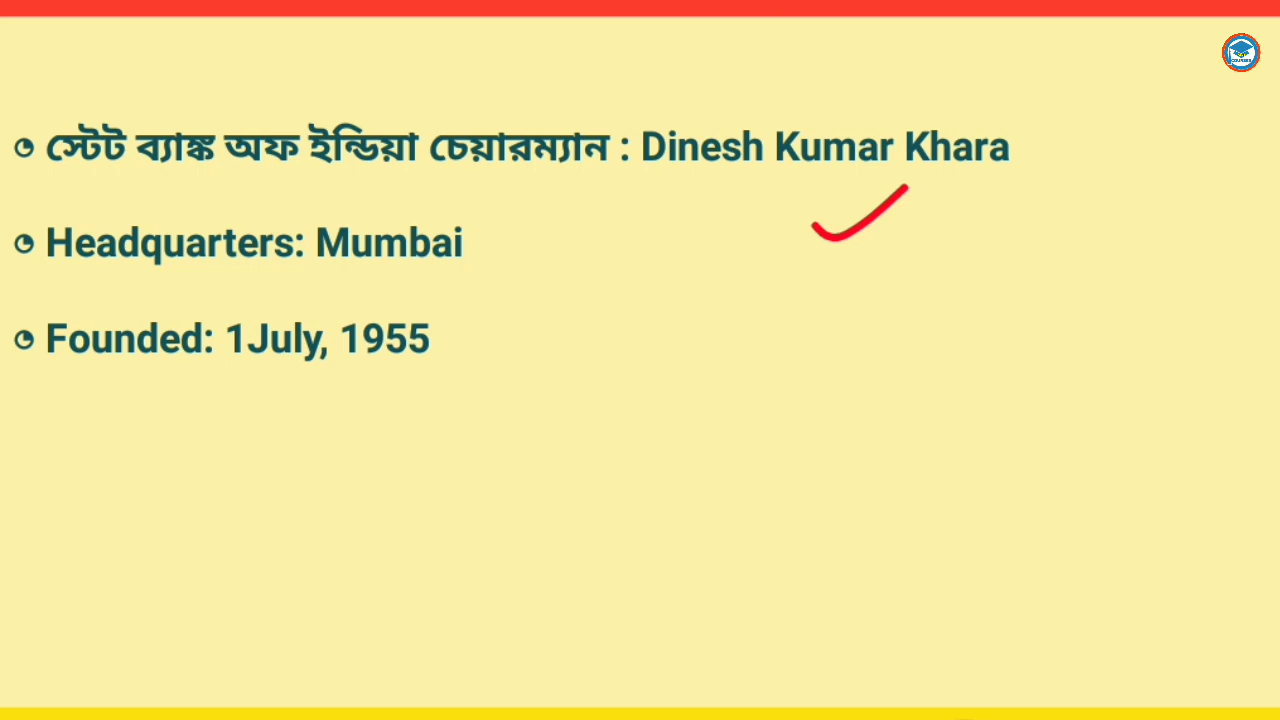 স্টেট ব্যাঙ্ক অফ ইন্ডিয়া চেয়ারম্যান : Dinesh Kumar Khara
Headquarters: Mumbai
Founded: 1July, 1955